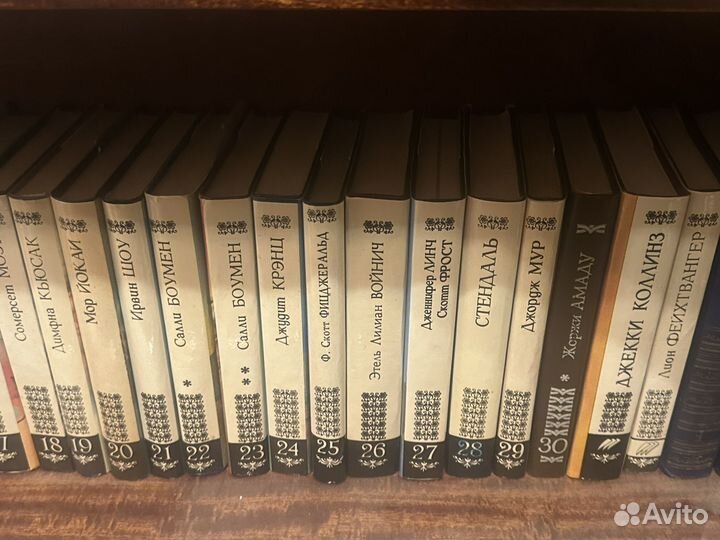 Сомерсет МОЭМ
18
Димфна КЬЮСАК
19
Мор ЙОКАИ
20
Ирвин ШОУ
21
Салли БОУМЕН
*
22
Салли БОУМЕН
**
23
Джудит КРЭНЦ
24
Ф. Скотт ФИЦДЖЕРАЛЬД
25
Этель Лилиан ВОЙНИЧ
26
Дженнифер ЛИНЧ
Скотт ФРОСТ
27
СТЕНДАЛЬ
28
Джордж МУР
29
Жоржи АМАДУ
*
30
ДЖЕККИ КОЛЛИНЗ
Лион ФЕЙХТВАНГЕР
Avito